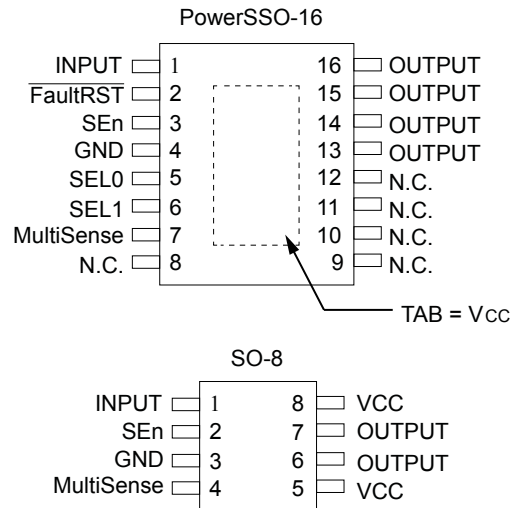 PowerSSO-16
INPUT 1 16 OUTPUT
FaultRST 2 15 OUTPUT
SEn 3 14 OUTPUT
GND 4 13 OUTPUT
SEL0 5 12 N.C.
SEL1 6 11 N.C.
MultiSense 7 10 N.C.
N.C. 8 9 N.C.
TAB = VCC
SO-8
INPUT 1 8 VCC
SEn 2 7 OUTPUT
GND 3 6 OUTPUT
MultiSense 4 5 VCC